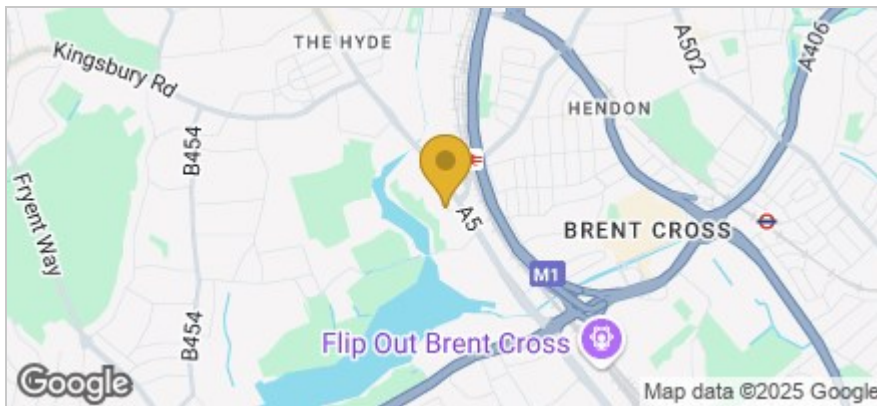 THE HYDE
Kingsbury Rd
A502
A406
HENDON
B454
Fryent Way
A5
BRENT CROSS
M1
B454
Flip Out Brent Cross
Google
Map data ©2025 Google